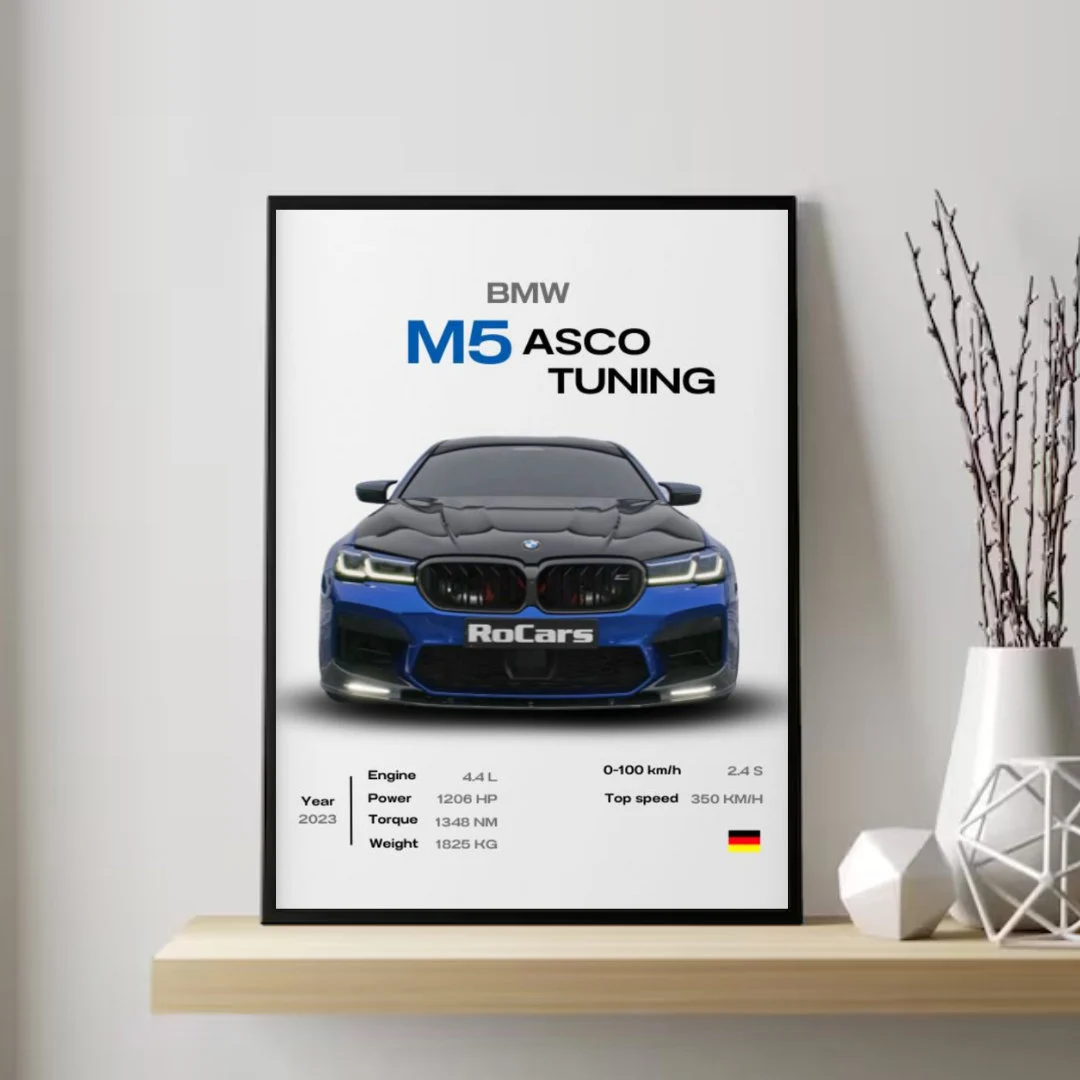 BMW
M5 ASCO
TUNING
RoCars
Year
2023
Engine 4.4 L
Power 1206 HP
Torque 1348 NM
Weight 1825 KG
0-100 km/h 2.4 S
Top speed 350 KM/H